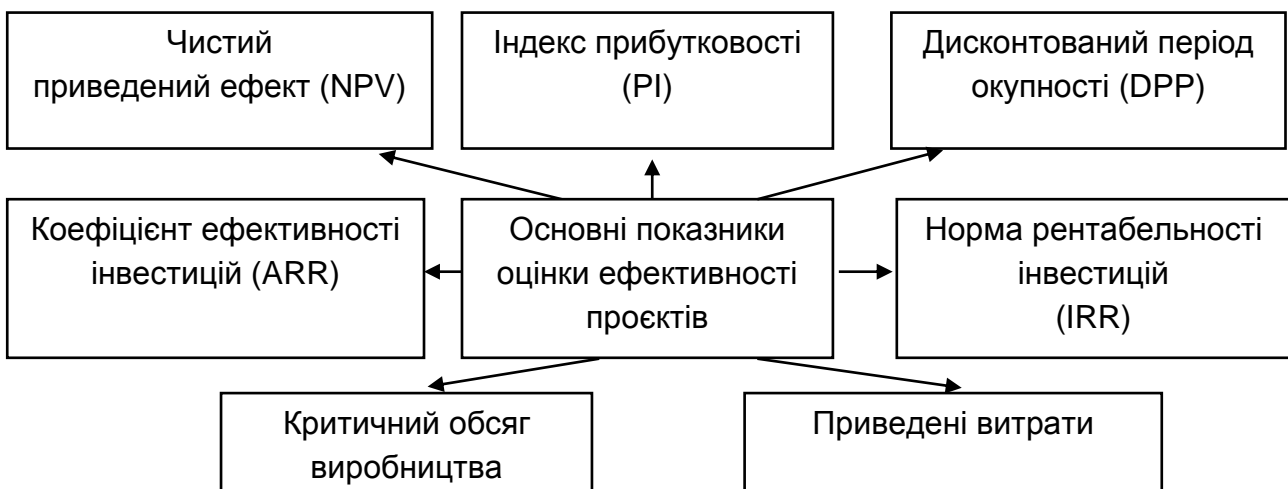 Чистий
приведений ефект (NPV)
Індекс прибутковості
(PI)
Дисконтований період
окупності (DPP)
Коефіцієнт ефективності
інвестицій (ARR)
Основні показники
оцінки ефективності
проєктів
Норма рентабельності
інвестицій
(IRR)
Критичний обсяг
виробництва
Приведені витрати